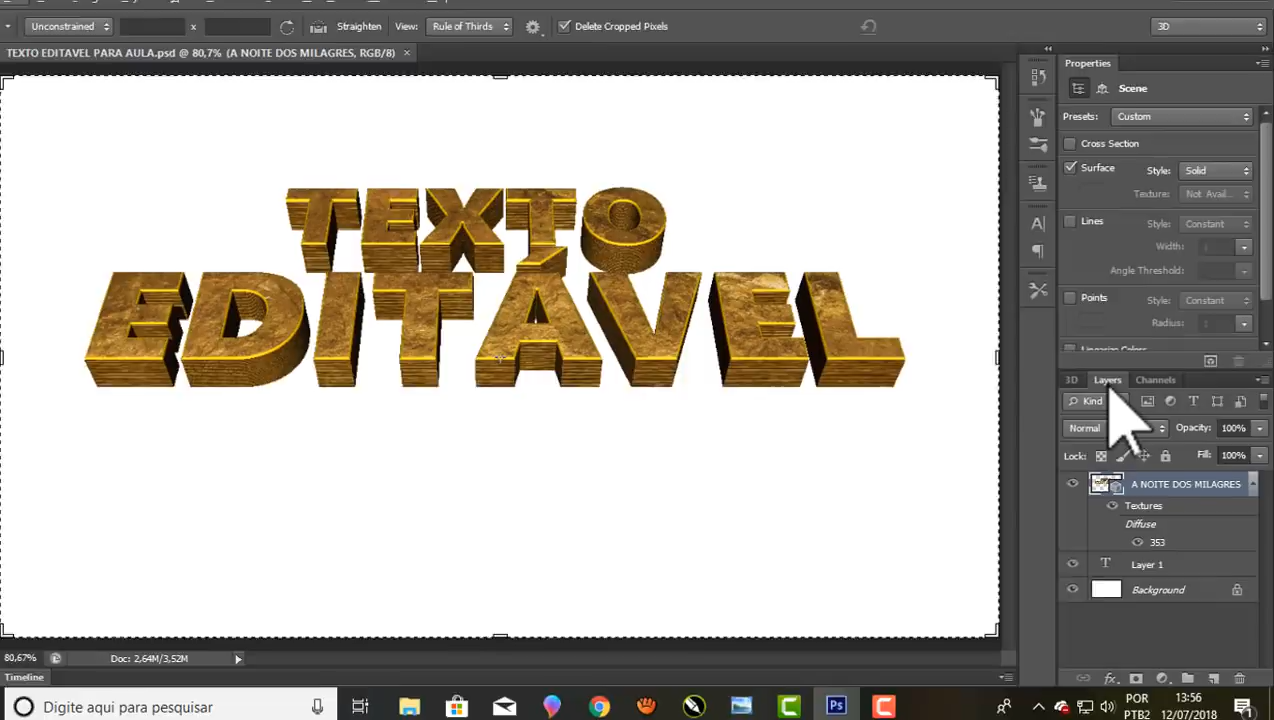 Unconstrained
x
Straighten
View:
Rule of Thirds
Delete Cropped Pixels
3D
TEXTO EDITAVEL PARA AULA.psd @ 80,7% (A NOITE DOS MILAGRES, RGB/8)
×
Properties
Scene
Presets:
Custom
Cross Section
Surface
Style:
Solid
Texture:
Not Avail...
Lines
Style:
Constant
Width:
Angle Threshold:
Points
Style:
Constant
Radius:
TEXTO
EDITÁVEL
3D
Layers
Channels
Kind
Normal
Opacity:
100%
Lock:
Fill:
100%
A NOITE DOS MILAGRES
Textures
Diffuse
353
T
Layer 1
Background
80,67%
Doc: 2,64M/3,52M
Timeline
Digite aqui para pesquisar
Ps
POR
PTB2
13:56
12/07/2018